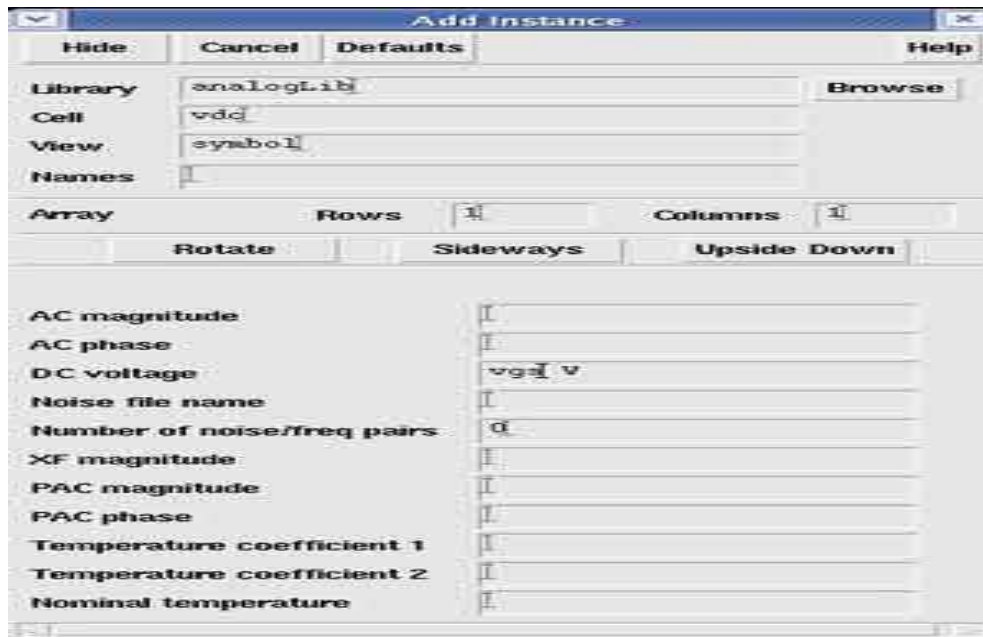 Add Instance
Hide Cancel Defaults Help
Library analogLib Browse
Cell vdc
View symbol
Names
Array Rows 1 Columns 1
Rotate Sideways Upside Down
AC magnitude
AC phase
DC voltage vgs V
Noise file name
Number of noise/freq pairs 0
XF magnitude
PAC magnitude
PAC phase
Temperature coefficient 1
Temperature coefficient 2
Nominal temperature